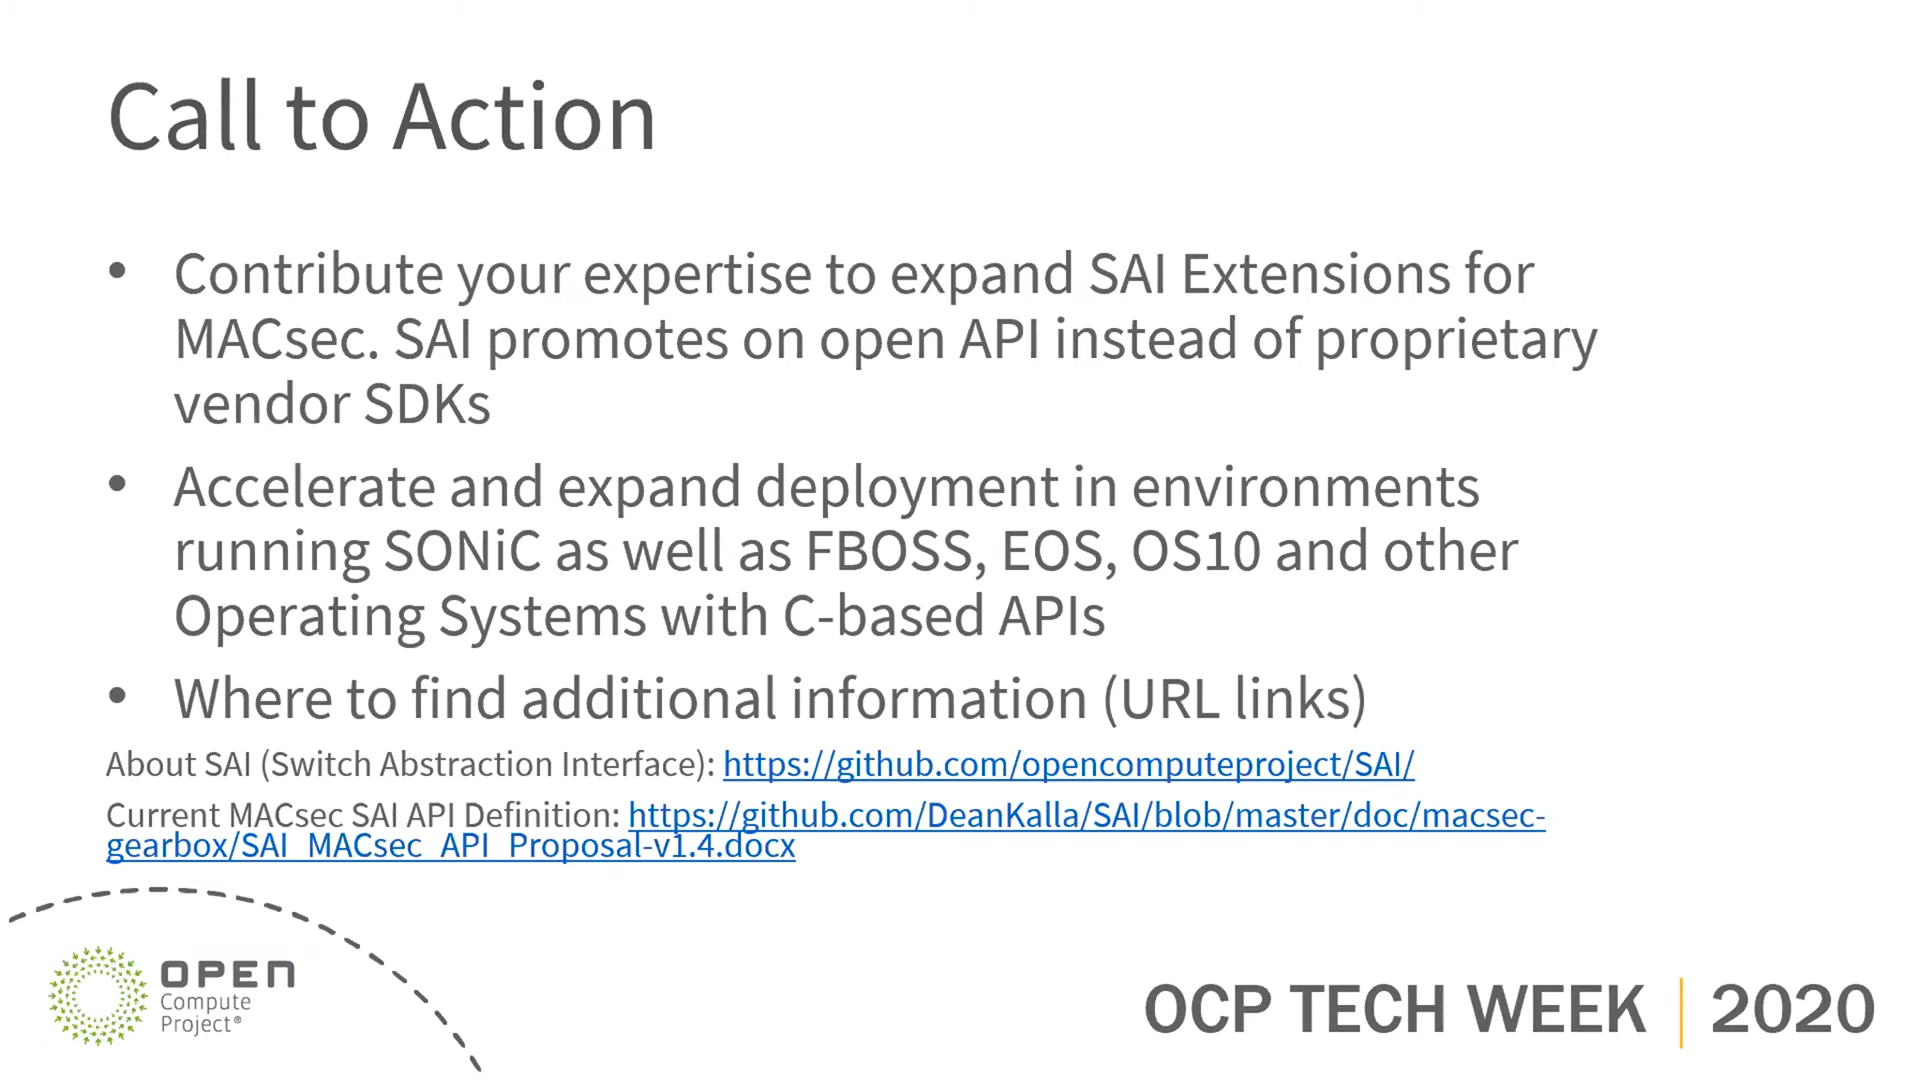 Call to Action
• Contribute your expertise to expand SAI Extensions for
MACsec. SAI promotes on open API instead of proprietary
vendor SDKs
• Accelerate and expand deployment in environments
running SONiC as well as FBOSS, EOS, OS10 and other
Operating Systems with C-based APIs
• Where to find additional information (URL links)
About SAI (Switch Abstraction Interface): https://github.com/opencomputeproject/SAI/
Current MACsec SAI API Definition: https://github.com/DeanKalla/SAI/blob/master/doc/macsec-
gearbox/SAI_MACsec_API_Proposal-v1.4.docx
OPEN
Compute
Project®
OCP TECH WEEK | 2020